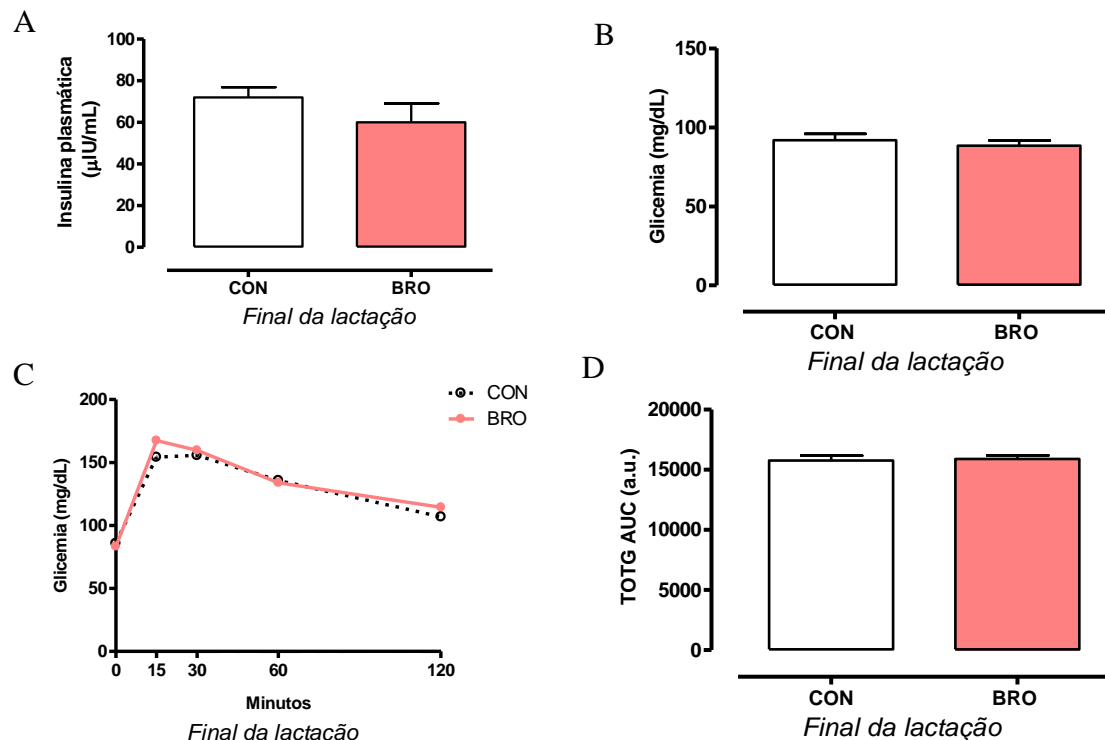 A
Insulina plasmática
(µIU/mL)
100
80
60
40
20
0
CON
BRO
Final da lactação
B
Glicemia (mg/dL)
150
100
50
0
CON
BRO
Final da lactação
C
CON
BRO
Glicemia (mg/dL)
200
150
100
50
0
0 15 30 60 120
Minutos
Final da lactação
D
TOTG AUC (a.u.)
20000
15000
10000
5000
0
CON
BRO
Final da lactação